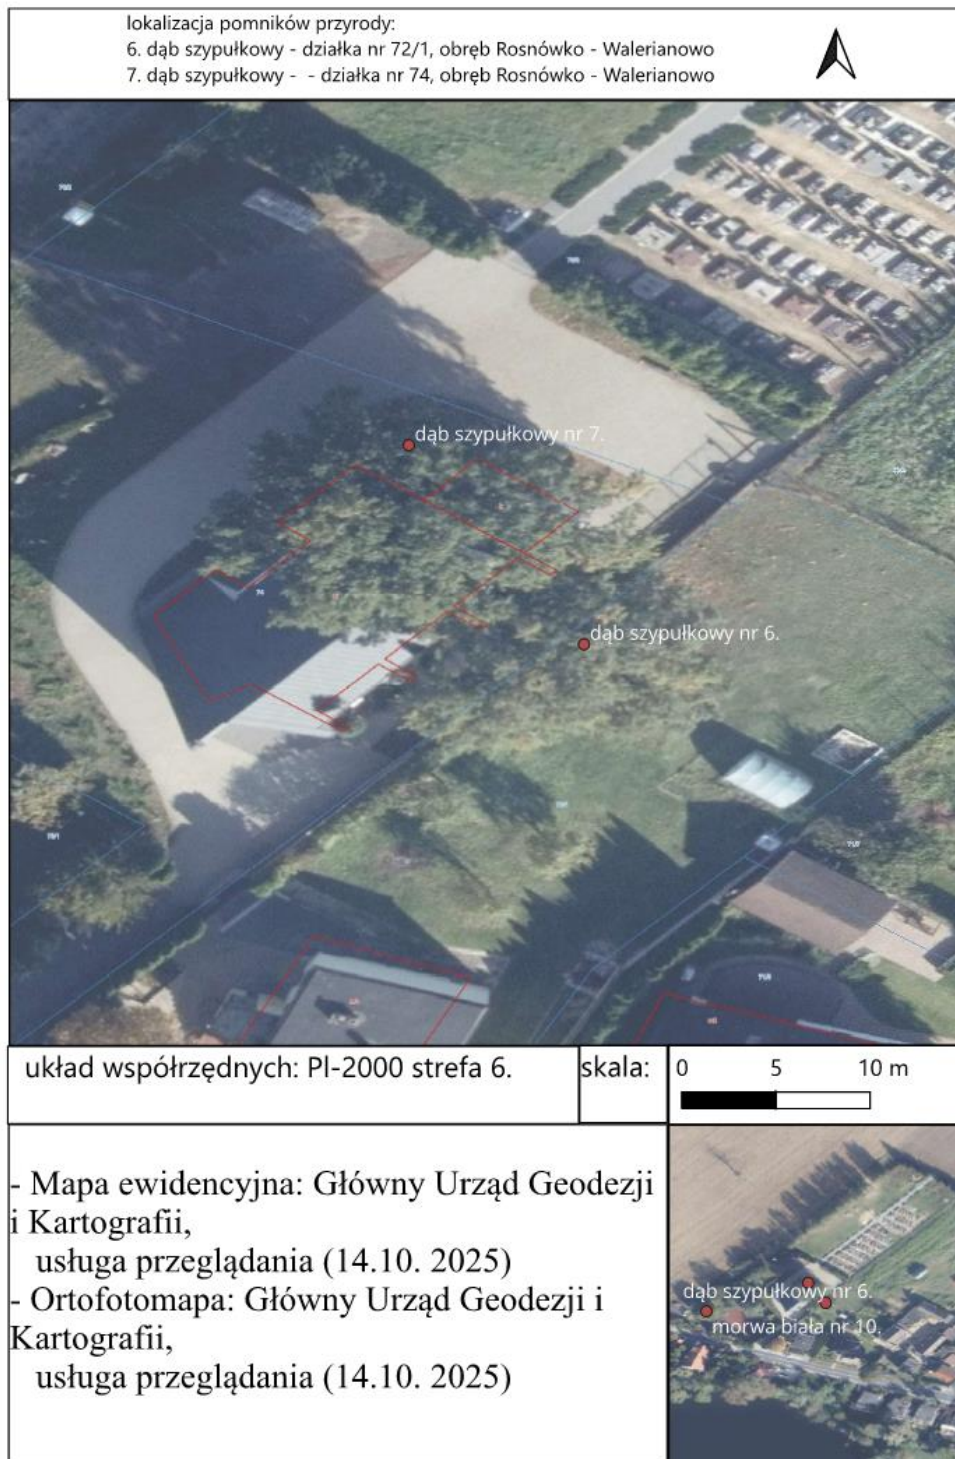 lokalizacja pomników przyrody:
6. dąb szypułkowy - działka nr 72/1, obręb Rosnówko - Walerianowo
7. dąb szypułkowy - - działka nr 74, obręb Rosnówko - Walerianowo
dąb szypułkowy nr 7.
74
dąb szypułkowy nr 6.
układ współrzędnych: Pl-2000 strefa 6.
skala:
0 5 10 m
- Mapa ewidencyjna: Główny Urząd Geodezji
i Kartografii,
usługa przeglądania (14.10. 2025)
- Ortofotomapa: Główny Urząd Geodezji i
Kartografii,
usługa przeglądania (14.10. 2025)
dąb szypułkowy nr 6.
morwa biała nr 10.